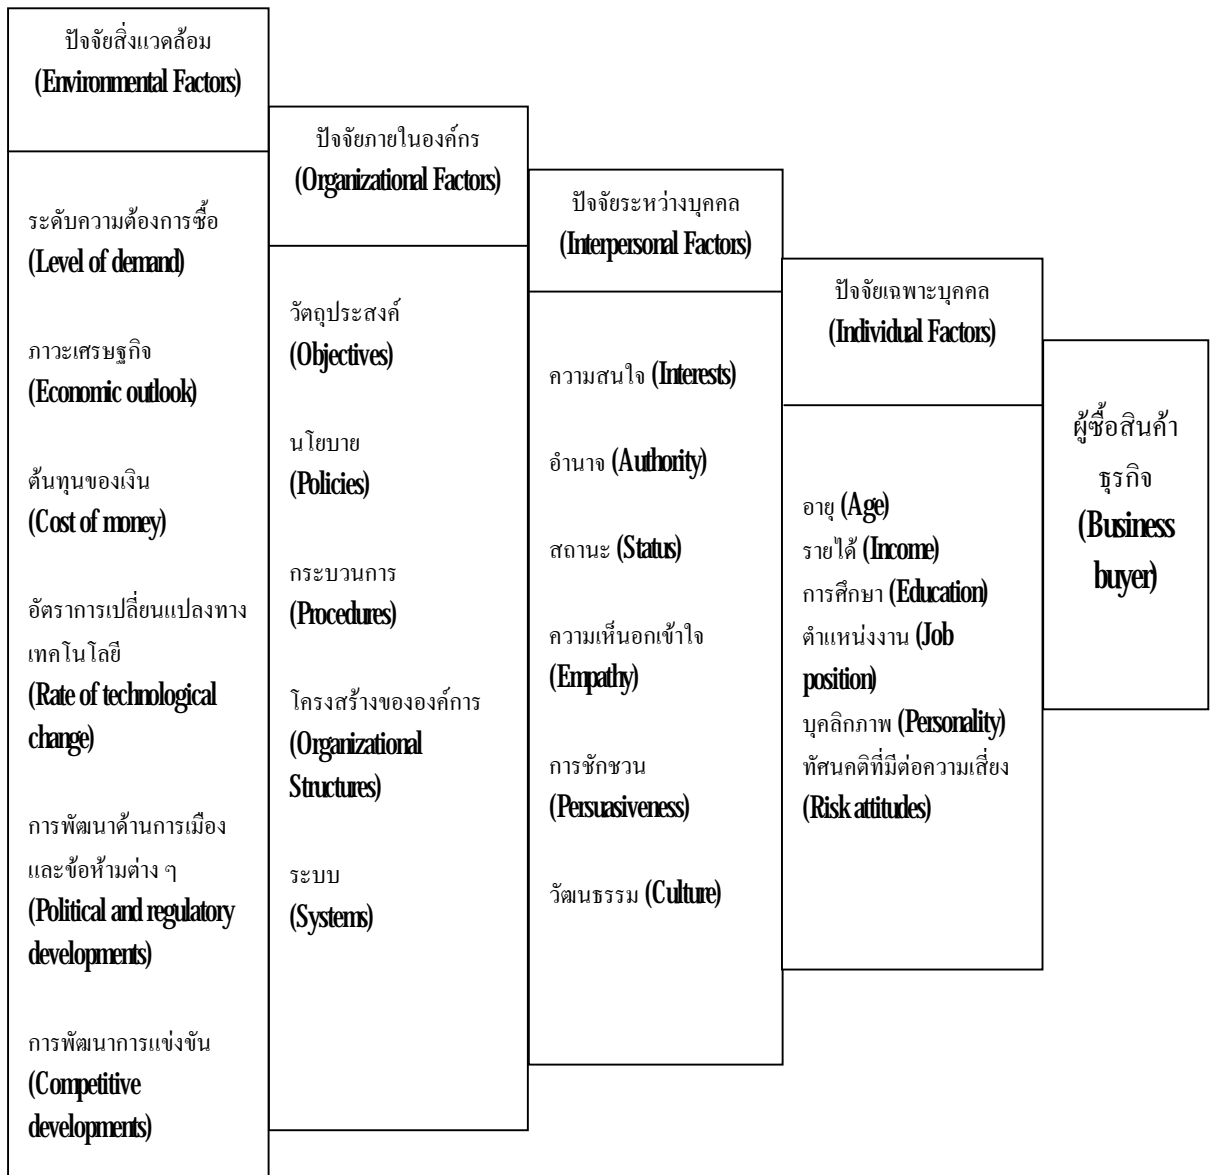 ปัจจัยสิ่งแวดล้อม
(Environmental Factors)
ระดับความต้องการซื้อ
(Level of demand)
ภาวะเศรษฐกิจ
(Economic outlook)
ต้นทุนของเงิน
(Cost of money)
อัตราการเปลี่ยนแปลงทาง
เทคโนโลยี
(Rate of technological
change)
การพัฒนาด้านการเมือง
และข้อห้ามต่าง ๆ
(Political and regulatory
developments)
การพัฒนาการแข่งขัน
(Competitive
developments)
ปัจจัยภายในองค์กร
(Organizational Factors)
วัตถุประสงค์
(Objectives)
นโยบาย
(Policies)
กระบวนการ
(Procedures)
โครงสร้างขององค์การ
(Organizational
Structures)
ระบบ
(Systems)
ปัจจัยระหว่างบุคคล
(Interpersonal Factors)
ความสนใจ (Interests)
อำนาจ (Authority)
สถานะ (Status)
ความเห็นอกเข้าใจ
(Empathy)
การชักชวน
(Persuasiveness)
วัฒนธรรม (Culture)
ปัจจัยเฉพาะบุคคล
(Individual Factors)
อายุ (Age)
รายได้ (Income)
การศึกษา (Education)
ตำแหน่งงาน (Job
position)
บุคลิกภาพ (Personality)
ทัศนคติที่มีต่อความเสี่ยง
(Risk attitudes)
ผู้ซื้อสินค้า
ธุรกิจ
(Business
buyer)